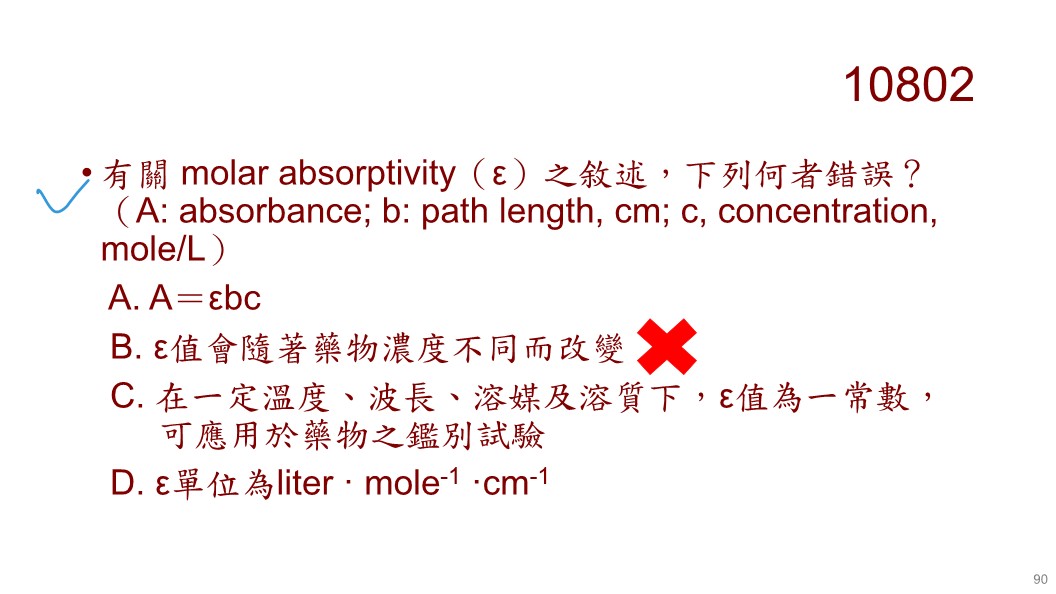 10802
• 有關 molar absorptivity（ε）之敘述，下列何者錯誤？
（A: absorbance; b: path length, cm; c, concentration,
mole/L）
A. A＝εbc
B. ε值會隨著藥物濃度不同而改變
C. 在一定溫度、波長、溶媒及溶質下，ε值為一常數，
可應用於藥物之鑑別試驗
D. ε單位為liter · mole⁻¹ ·cm⁻¹
90